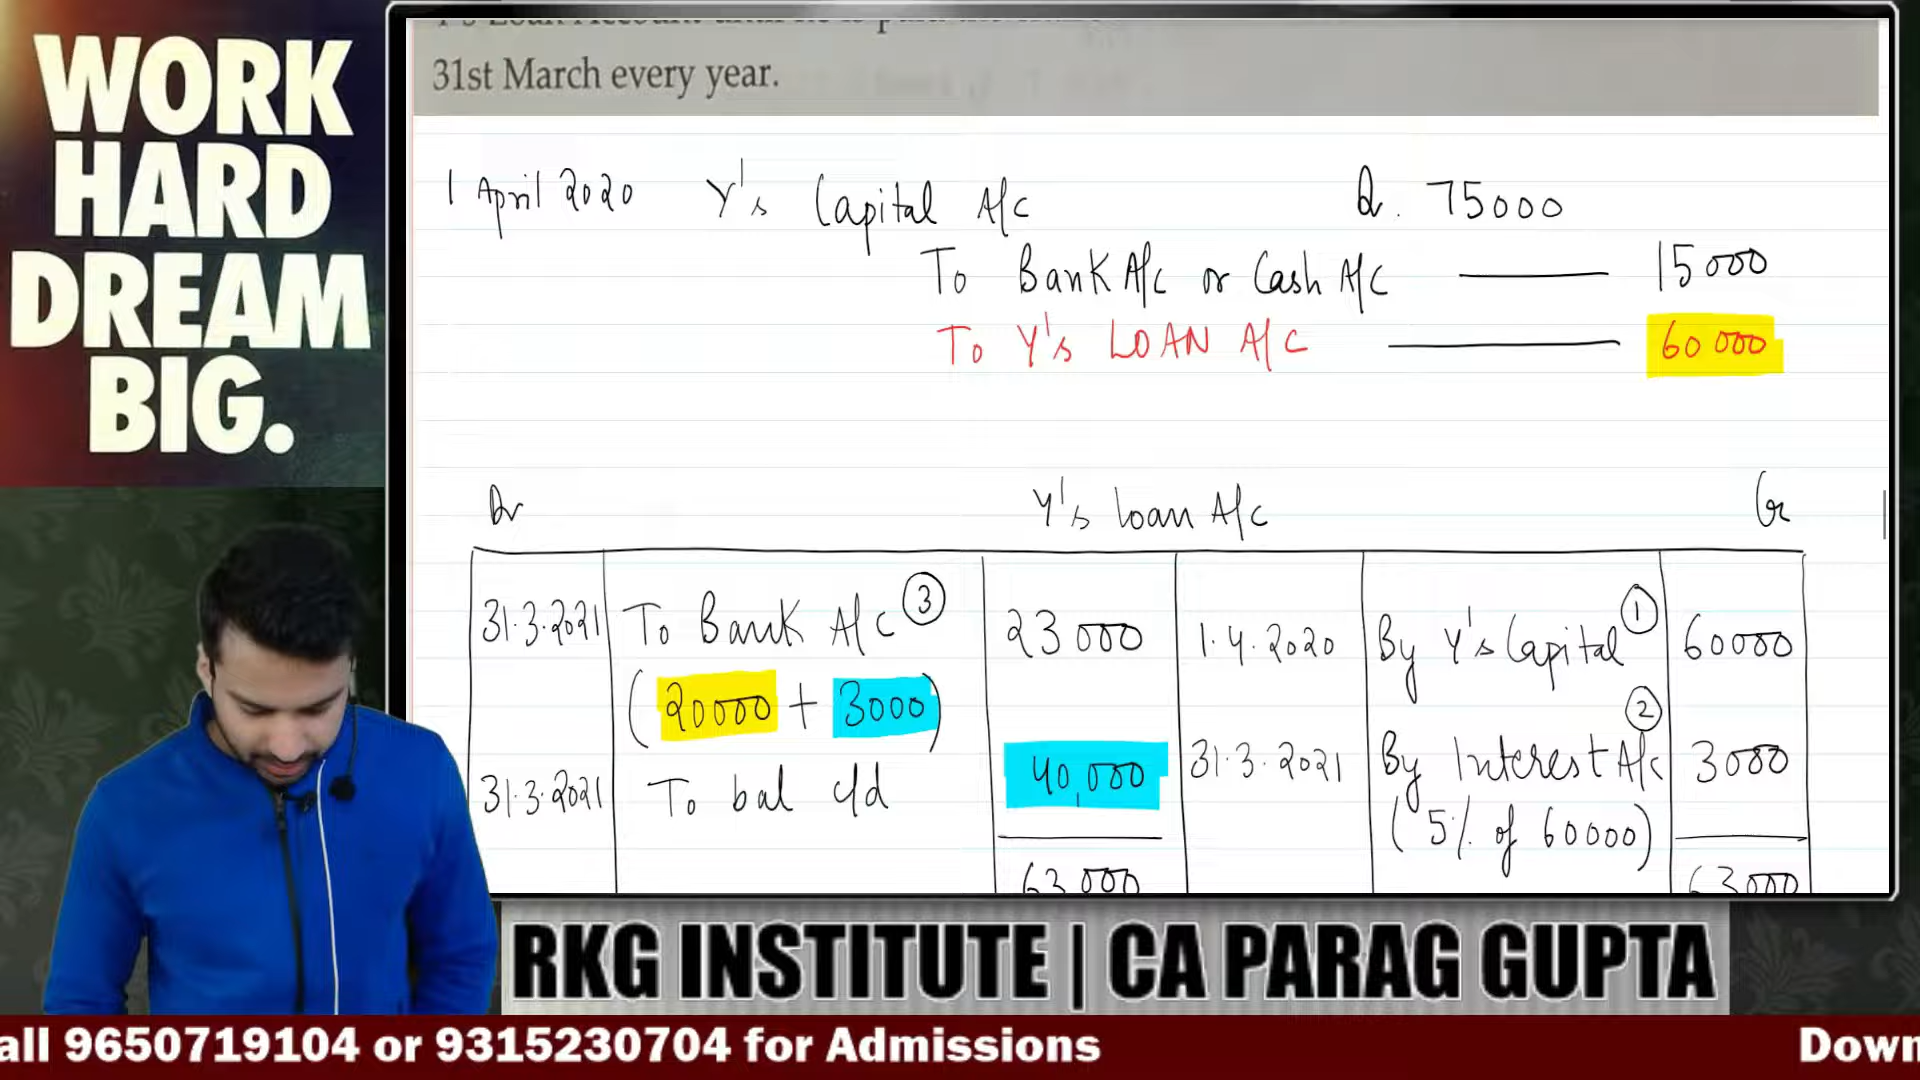 WORK
HARD
DREAM
BIG.
31st March every year.
1 April 2020 Y's Capital A/c Dr. 75000
To Bank A/c or Cash A/c 15000
To Y's LOAN A/C 60000
Dr Y's Loan A/c Cr
31.3.2021 To Bank A/c ③ 23000 1.4.2020 By Y's Capital ① 60000
(20000 + 3000)
31.3.2021 To bal c/d 40,000 31.3.2021 By Interest A/c ② 3000
(5% of 60000)
63000 63000
RKG INSTITUTE | CA PARAG GUPTA
all 9650719104 or 9315230704 for Admissions Down